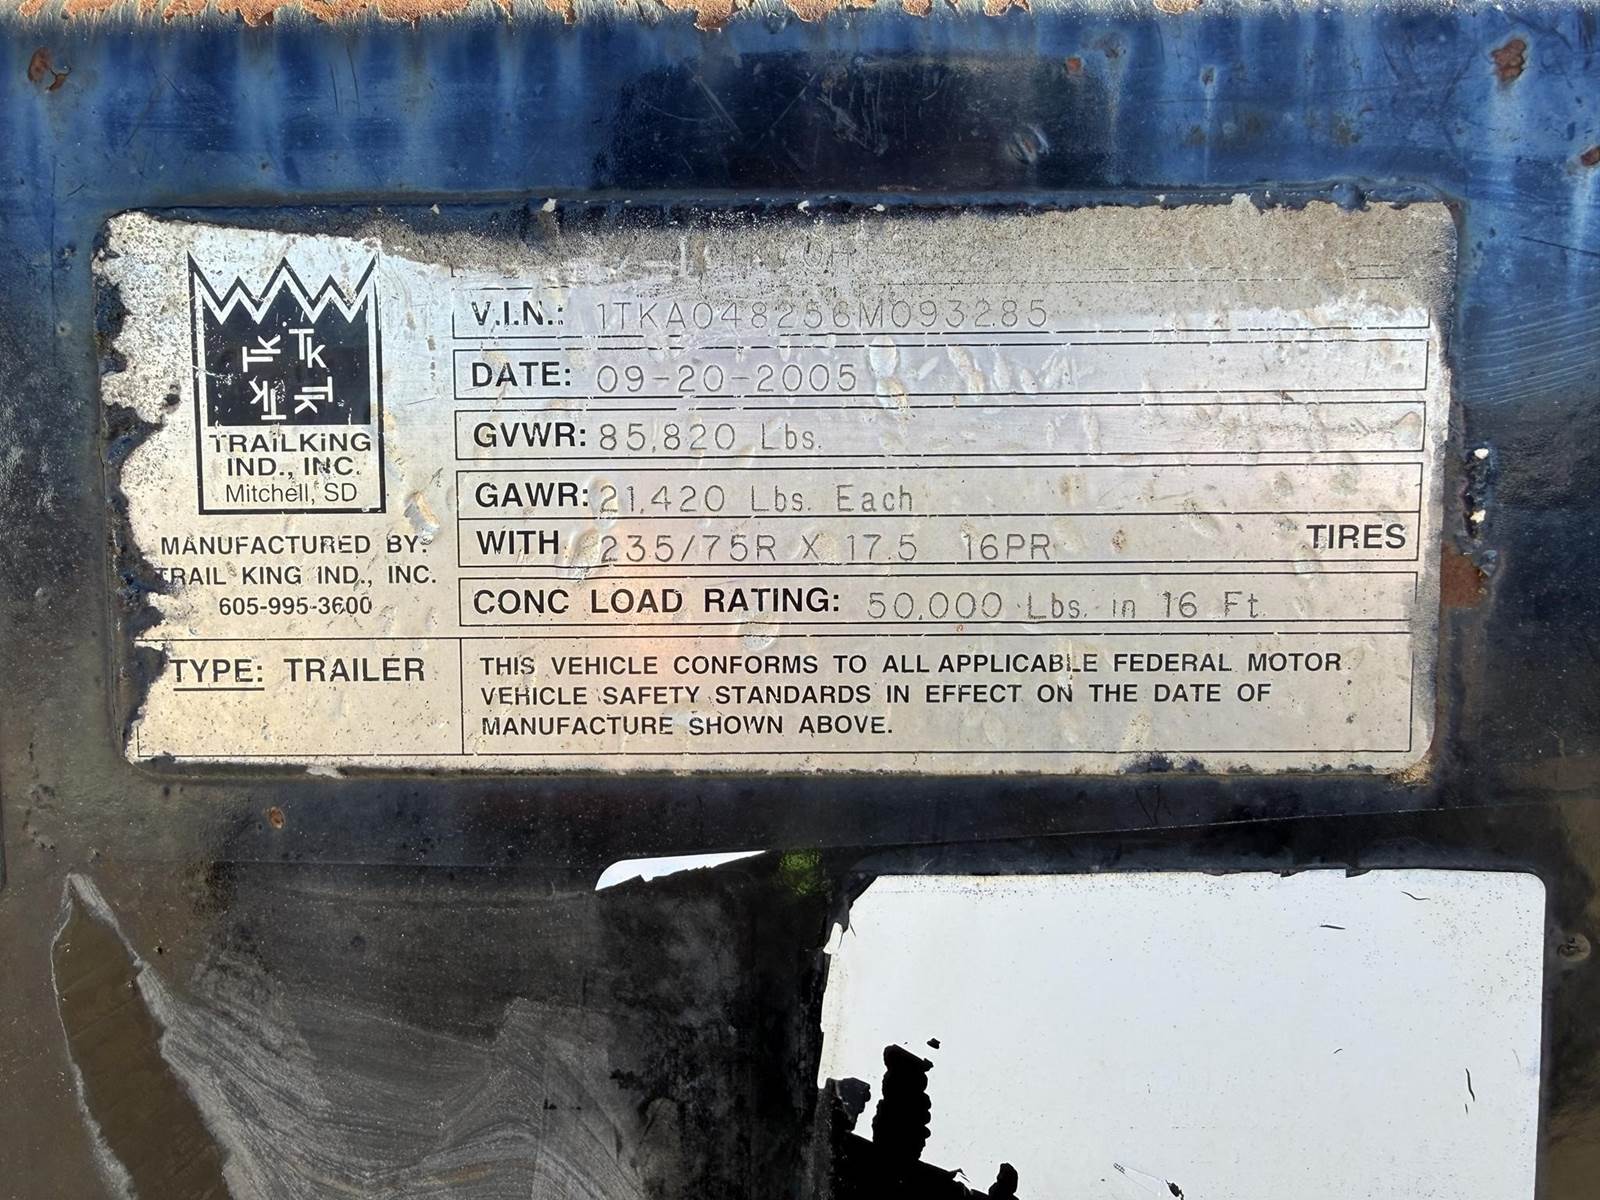 TK TK TK TK
TRAILKING
IND., INC.
Mitchell, SD
MANUFACTURED BY:
TRAIL KING IND., INC.
605-995-3600
TYPE: TRAILER
V.I.N.: 1TKA048256M093285
DATE: 09-20-2005
GVWR: 85,820 Lbs.
GAWR: 21,420 Lbs. Each
WITH 235/75R X 17.5 16PR TIRES
CONC LOAD RATING: 50,000 Lbs. in 16 Ft.
THIS VEHICLE CONFORMS TO ALL APPLICABLE FEDERAL MOTOR
VEHICLE SAFETY STANDARDS IN EFFECT ON THE DATE OF
MANUFACTURE SHOWN ABOVE.